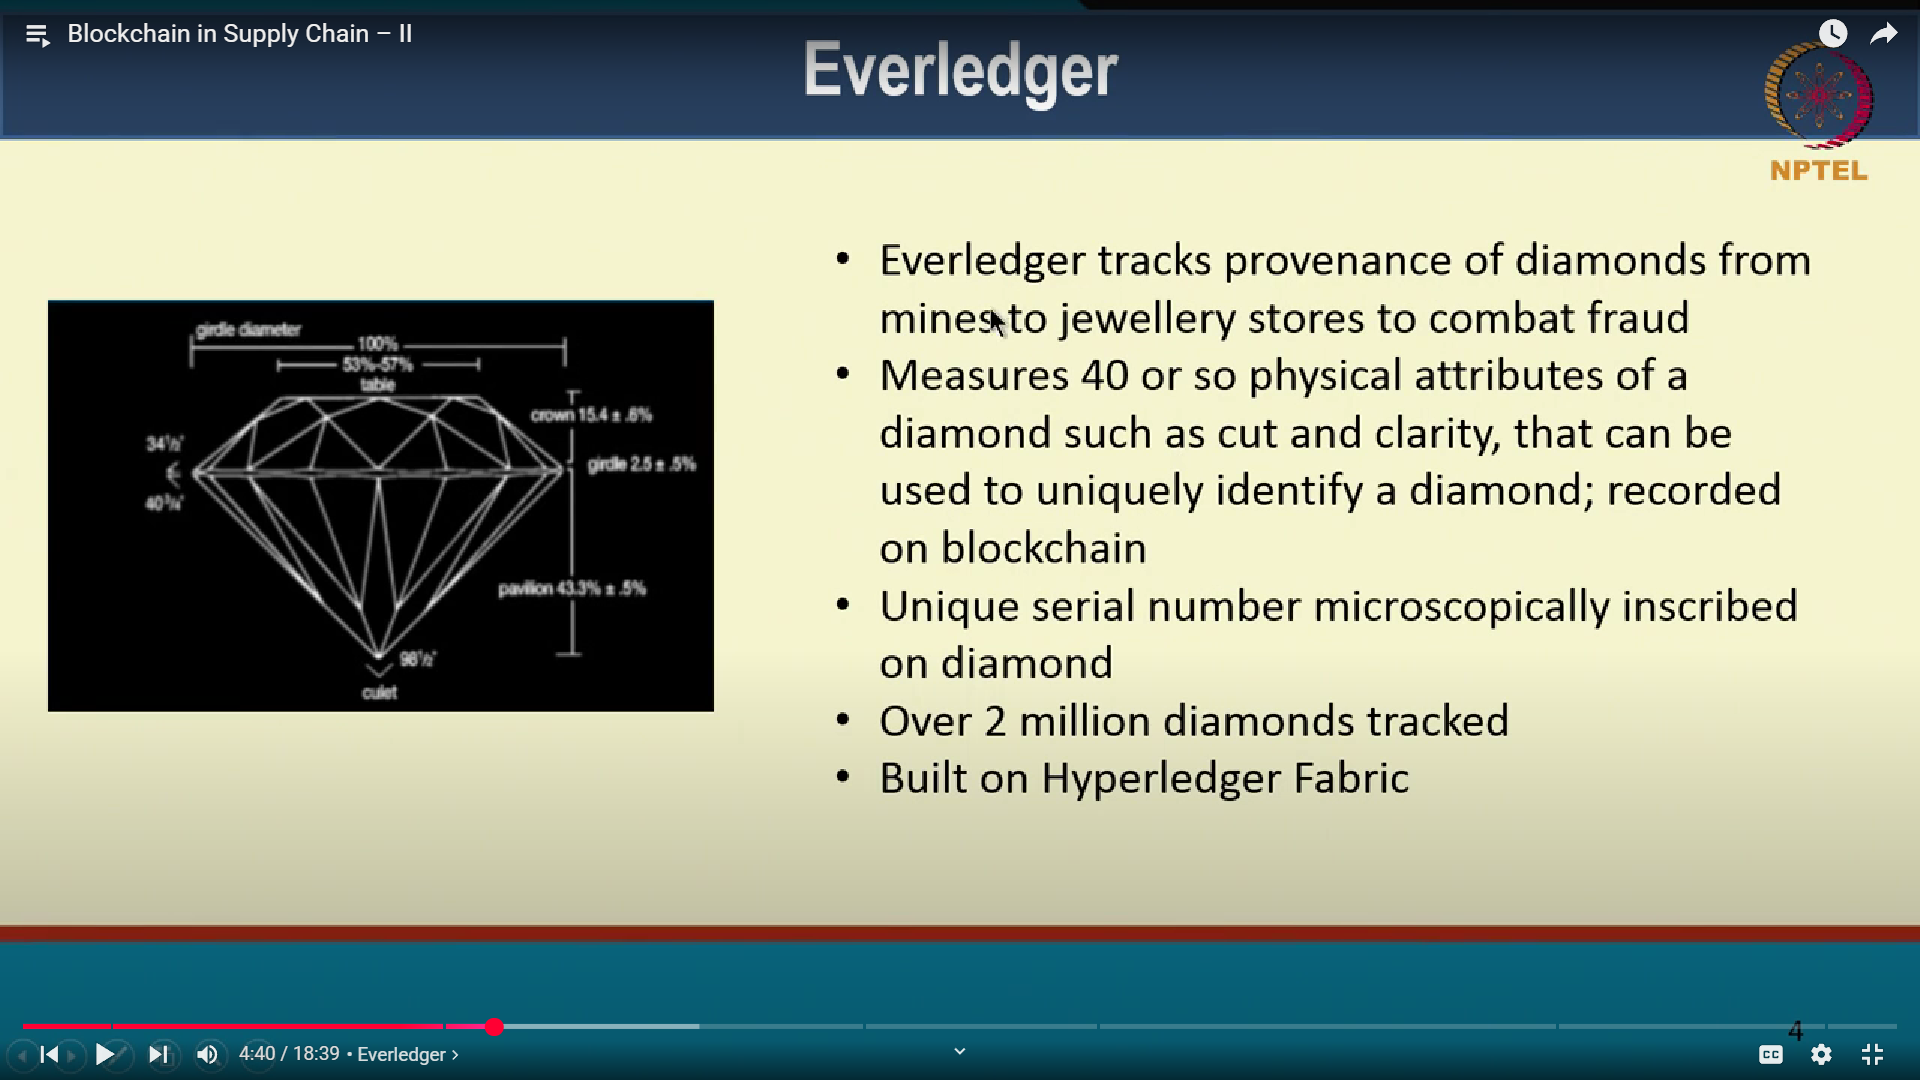 Blockchain in Supply Chain – II
Everledger
NPTEL
girdle diameter
100%
53%-57%
table
crown 15.4 ± .6%
34½°
girdle 2.5 ± .5%
40¾°
pavilion 43.3% ± .5%
98½°
culet
• Everledger tracks provenance of diamonds from
mines to jewellery stores to combat fraud
• Measures 40 or so physical attributes of a
diamond such as cut and clarity, that can be
used to uniquely identify a diamond; recorded
on blockchain
• Unique serial number microscopically inscribed
on diamond
• Over 2 million diamonds tracked
• Built on Hyperledger Fabric
4
4:40 / 18:39 • Everledger ›
CC